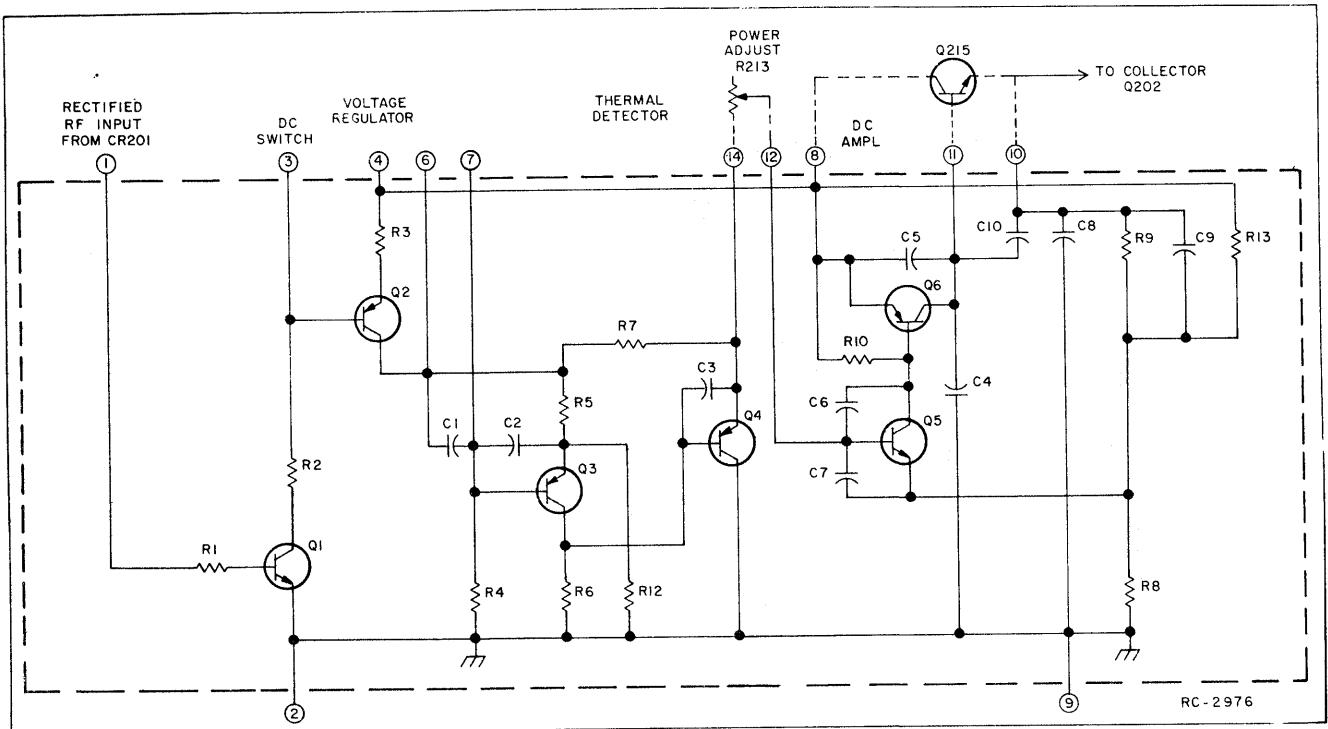 POWER
ADJUST
R213
Q215
TO COLLECTOR
Q202
RECTIFIED
RF INPUT
FROM CR201
DC
SWITCH
VOLTAGE
REGULATOR
THERMAL
DETECTOR
DC
AMPL
1
3
4
6
7
14
12
8
11
10
R3
C5
C10
C8
R9
C9
R13
Q2
Q6
R7
R10
C3
C4
R5
C6
C1
C2
Q4
Q5
Q3
C7
R2
R1
Q1
R4
R6
R12
R8
2
9
RC-2976